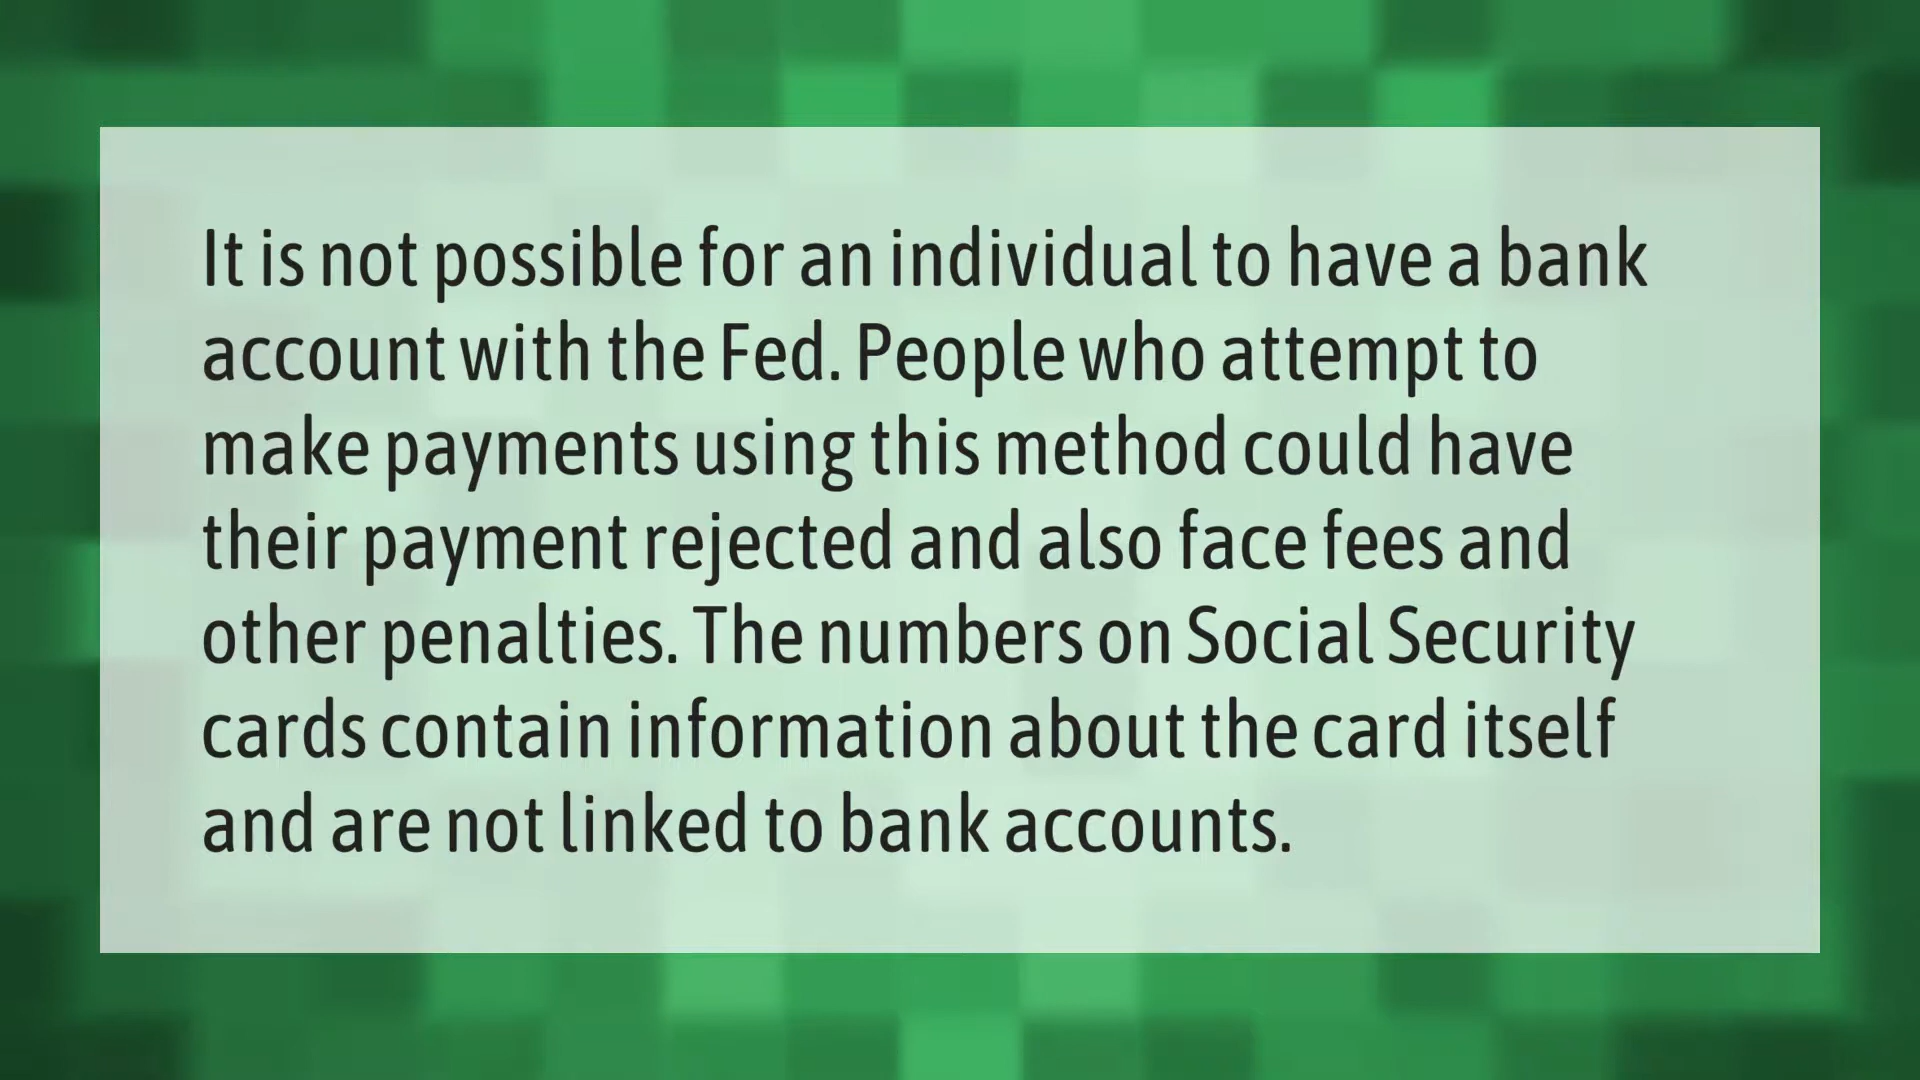 It is not possible for an individual to have a bank
account with the Fed. People who attempt to
make payments using this method could have
their payment rejected and also face fees and
other penalties. The numbers on Social Security
cards contain information about the card itself
and are not linked to bank accounts.